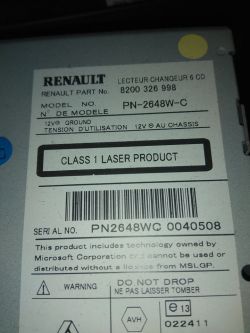 RENAULT LECTEUR CHANGEUR 6 CD
RENAULT PART No. 8200 326 998
MODEL NO. PN-2648W-C
N° DE MODELE
12V⊖ GROUND
TENSION D'UTILISATION 12V ⊖ AU CHASSIS
CLASS 1 LASER PRODUCT
SERIAL NO. PN2648WC 0040508
This product includes technology owned by
Microsoft Corporation and cannot be used or
distributed without a license from MSLGP.
WARNING DO NOT DROP
NE PAS LAISSER TOMBER
AVH e13
022411